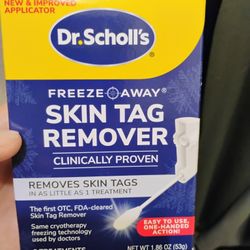 NEW & IMPROVED
APPLICATOR
Dr. Scholl's
FREEZE AWAY®
SKIN TAG
REMOVER
CLINICALLY PROVEN
REMOVES SKIN TAGS
IN AS LITTLE AS 1 TREATMENT
The first OTC, FDA-cleared
Skin Tag Remover
Same cryotherapy
freezing technology
used by doctors
EASY TO USE,
ONE-HANDED
ACTION!
TREATMENTS
NET WT 1.86 OZ (53g)